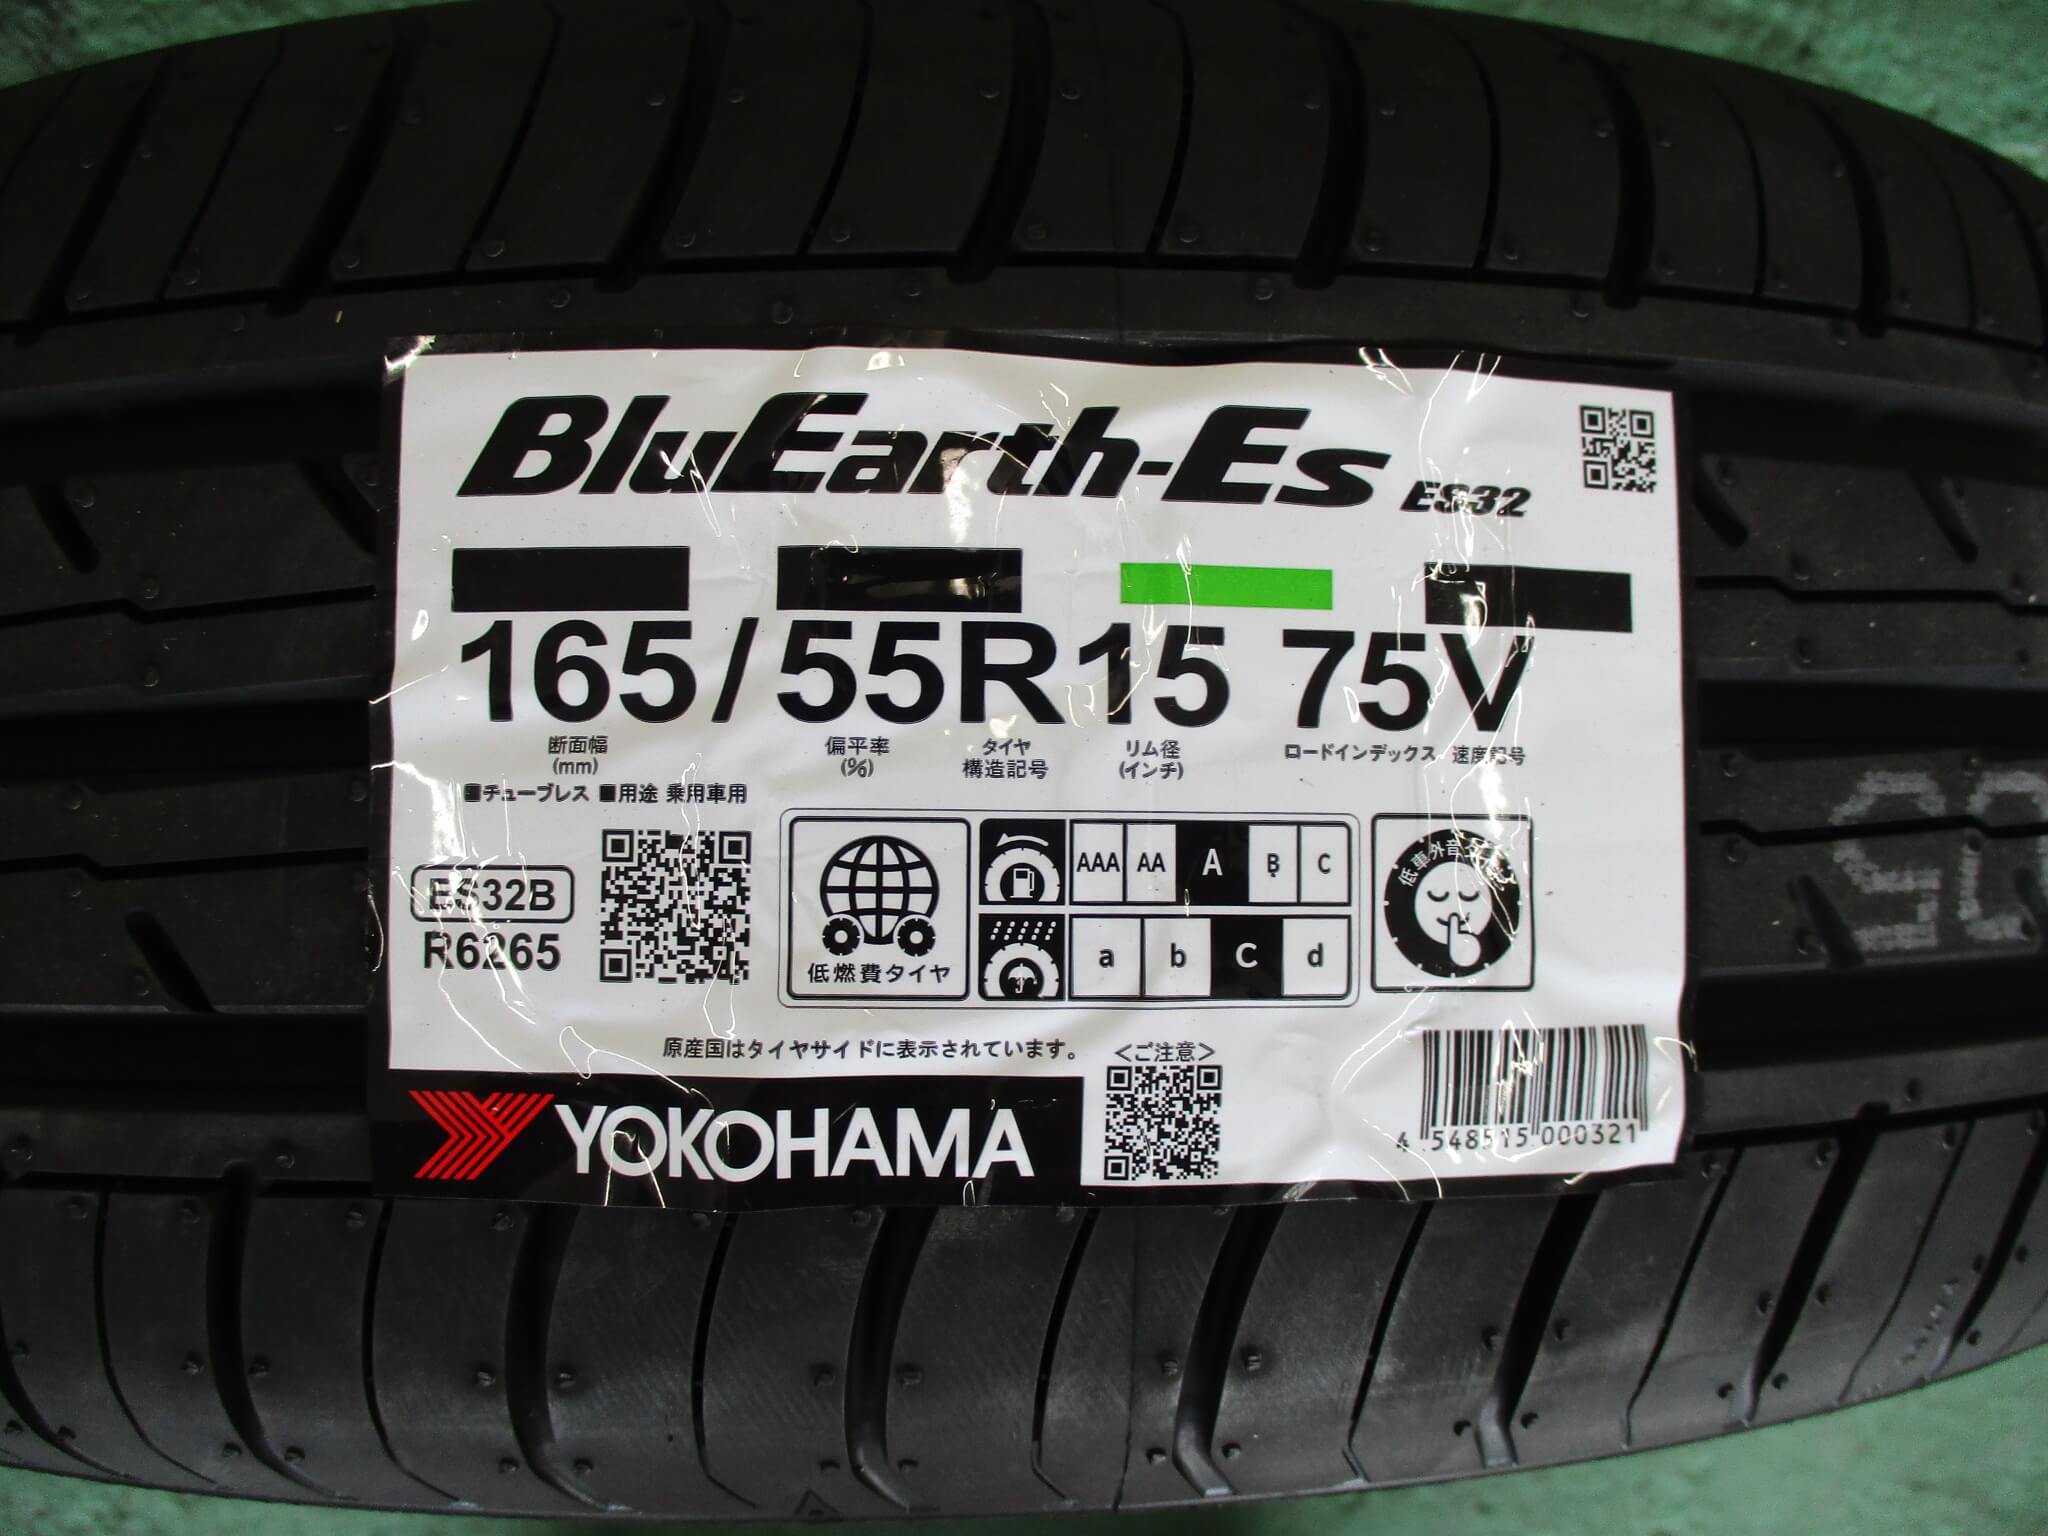 BluEarth-Es ES32
165/55R15 75V
断面幅 (mm)
偏平率 (%)
タイヤ構造記号
リム径 (インチ)
ロードインデックス
速度記号
■チューブレス ■用途 乗用車用
ES32B
R6265
低燃費タイヤ
AAA AA A B C
a b c d
低車外音
原産国はタイヤサイドに表示されています。
<ご注意>
YOKOHAMA
4 548515 000321